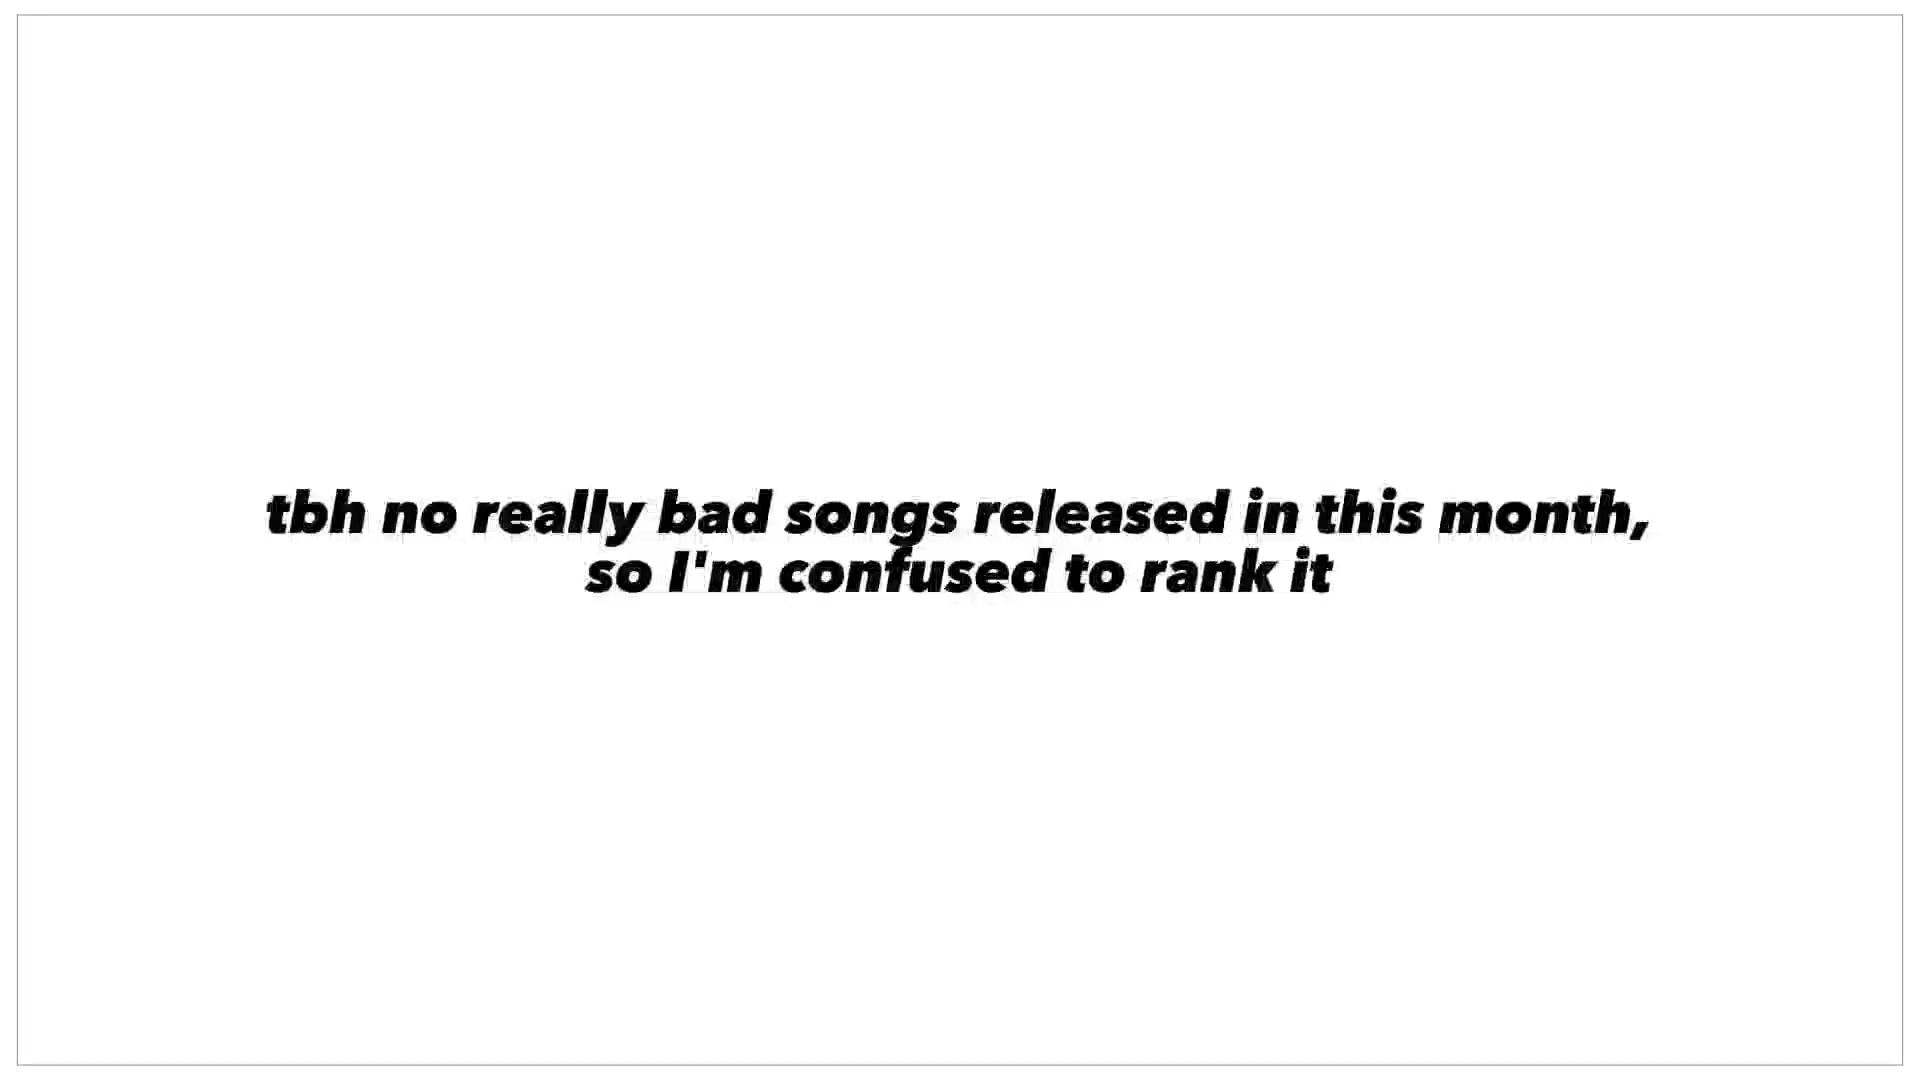 tbh no really bad songs released in this month,
so I'm confused to rank it